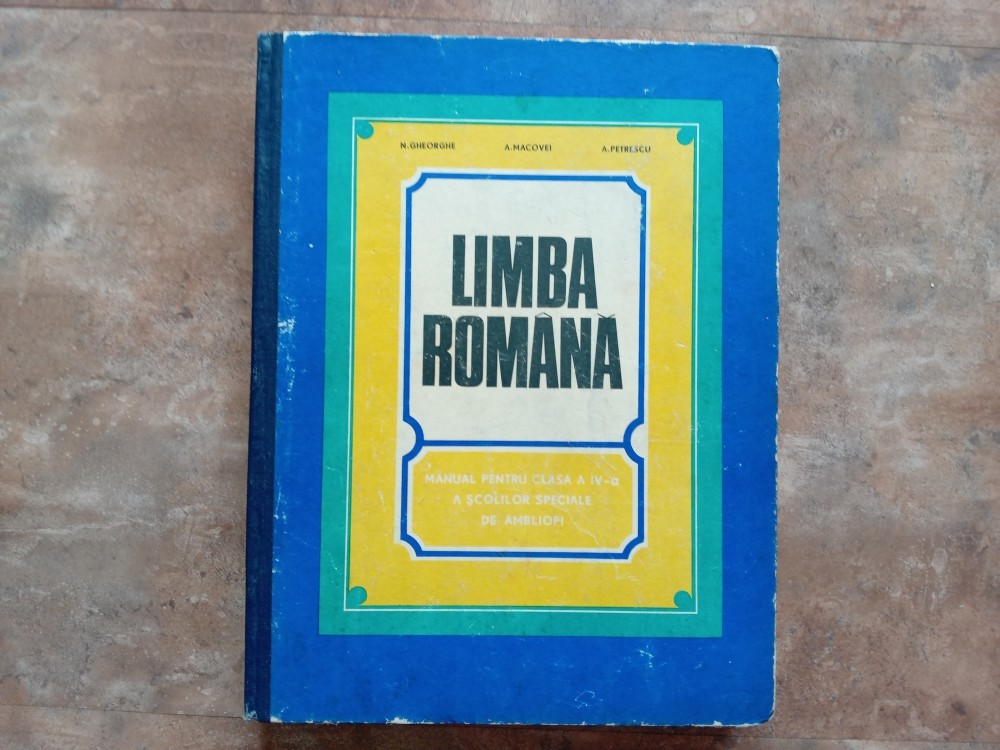 N. GHEORGHE A. MACOVEI A. PETRESCU
LIMBA
ROMÂNĂ
MANUAL PENTRU CLASA A IV-a
A ȘCOLILOR SPECIALE
DE AMBLIOPI